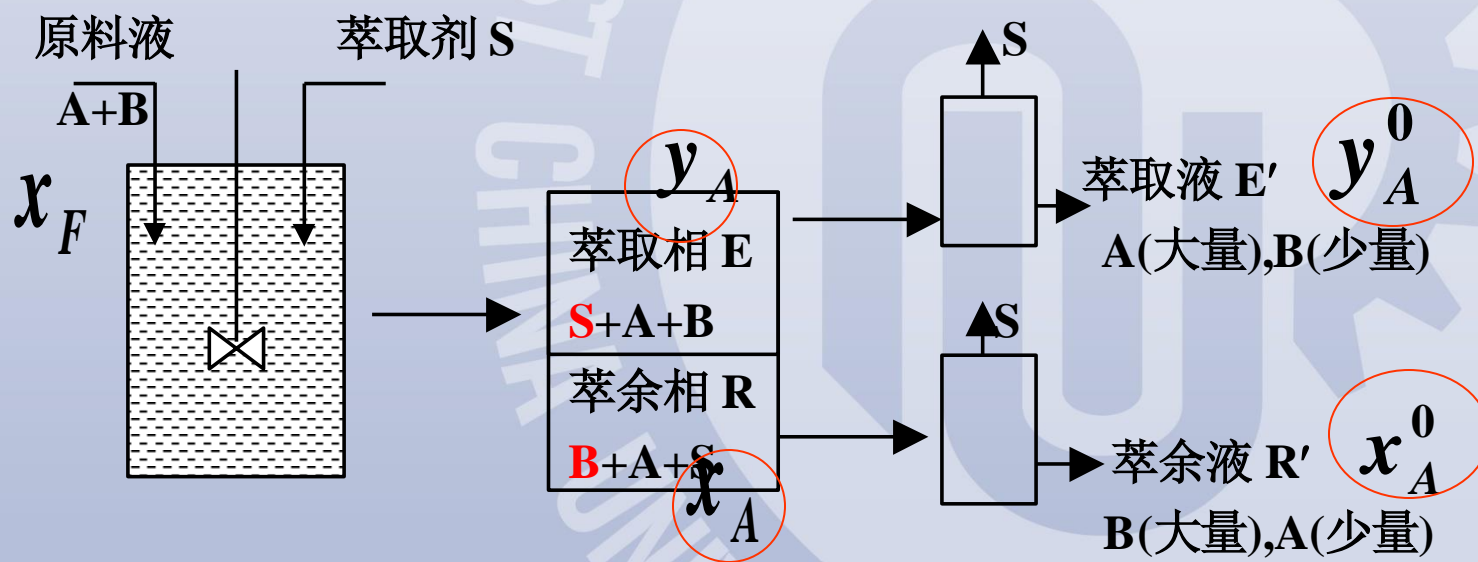 原料液 萃取剂 S
A+B
x_F
y_A
萃取相 E
S+A+B
萃余相 R
B+A+S
x_A
S
萃取液 E′ y_A^0
A(大量),B(少量)
S
萃余液 R′ x_A^0
B(大量),A(少量)